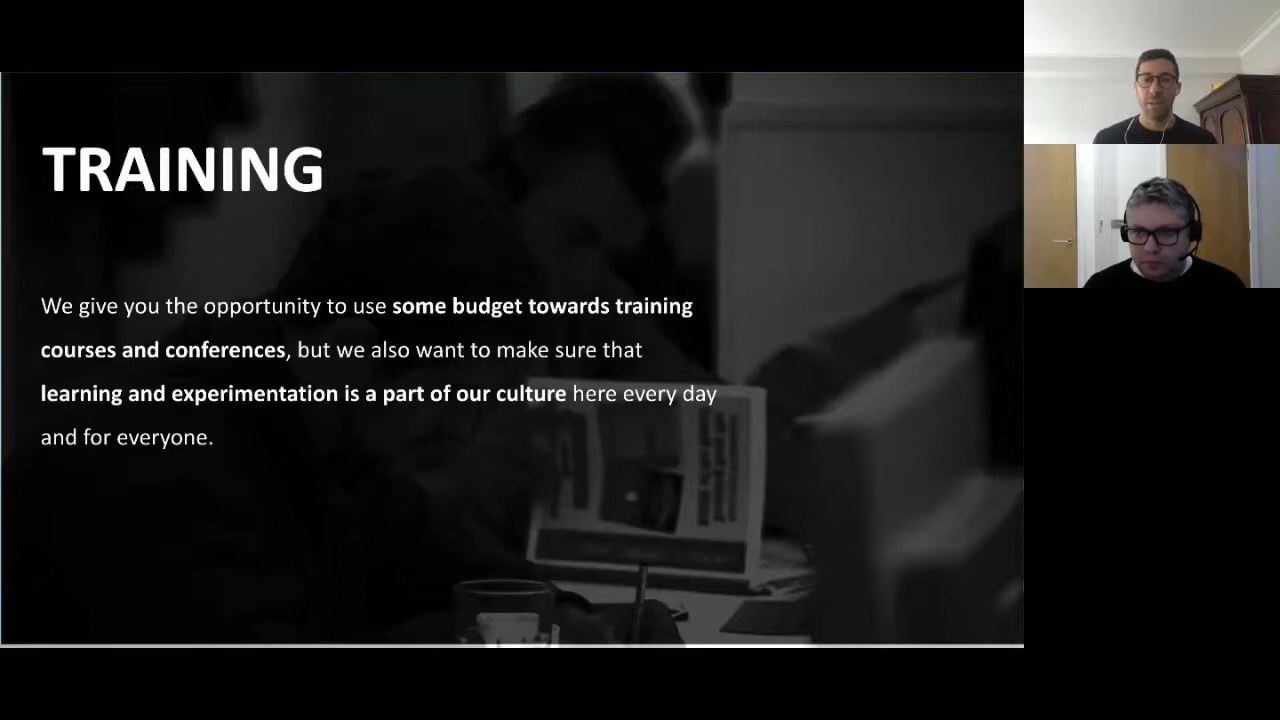 TRAINING
We give you the opportunity to use some budget towards training
courses and conferences, but we also want to make sure that
learning and experimentation is a part of our culture here every day
and for everyone.